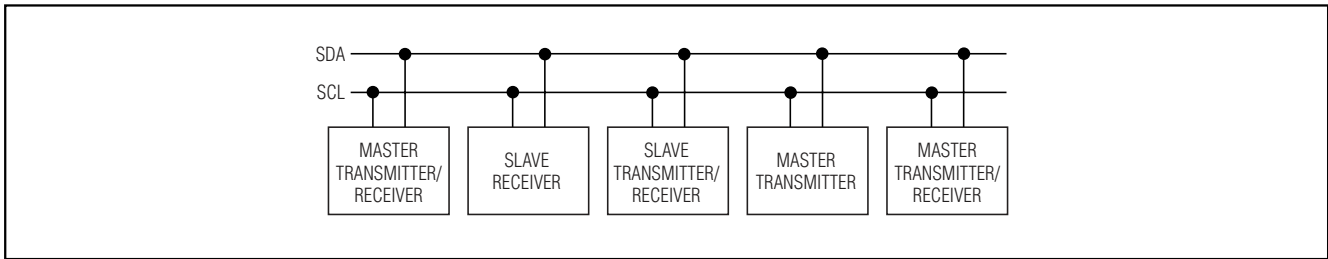 SDA
SCL
MASTER
TRANSMITTER/
RECEIVER
SLAVE
RECEIVER
SLAVE
TRANSMITTER/
RECEIVER
MASTER
TRANSMITTER
MASTER
TRANSMITTER/
RECEIVER